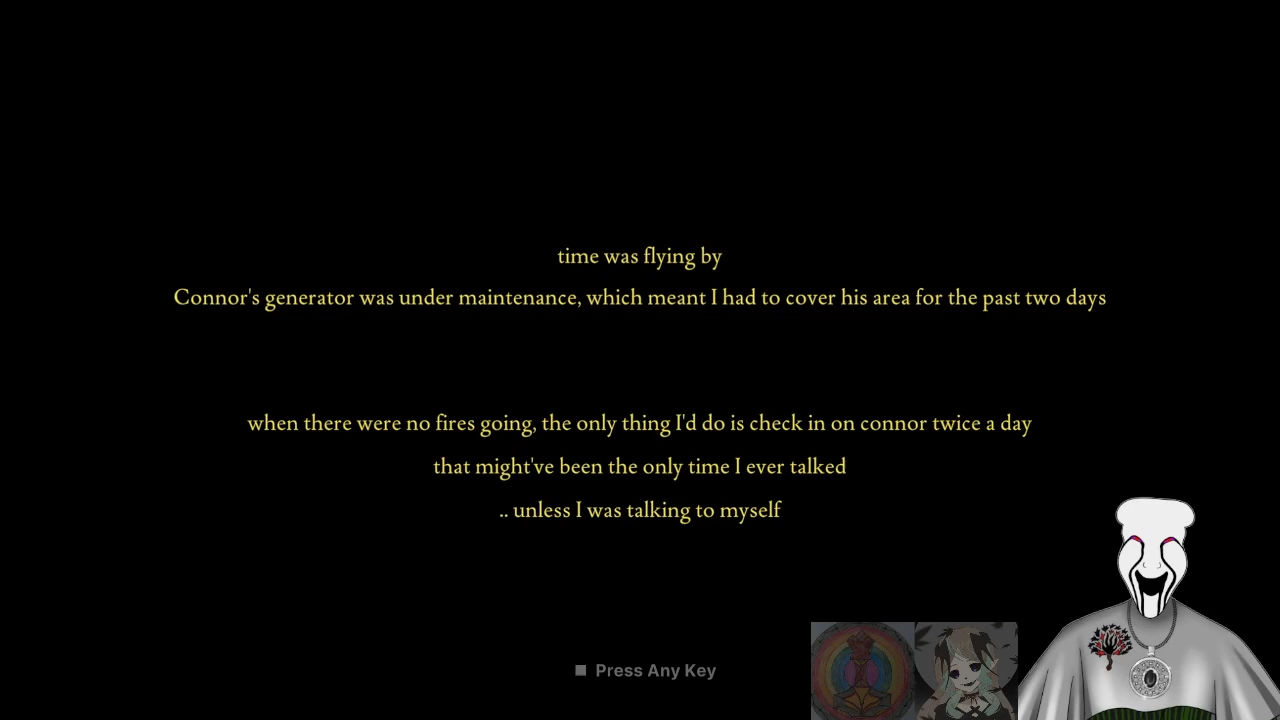 time was flying by
Connor's generator was under maintenance, which meant I had to cover his area for the past two days
when there were no fires going, the only thing I'd do is check in on connor twice a day
that might've been the only time I ever talked
.. unless I was talking to myself
Press Any Key